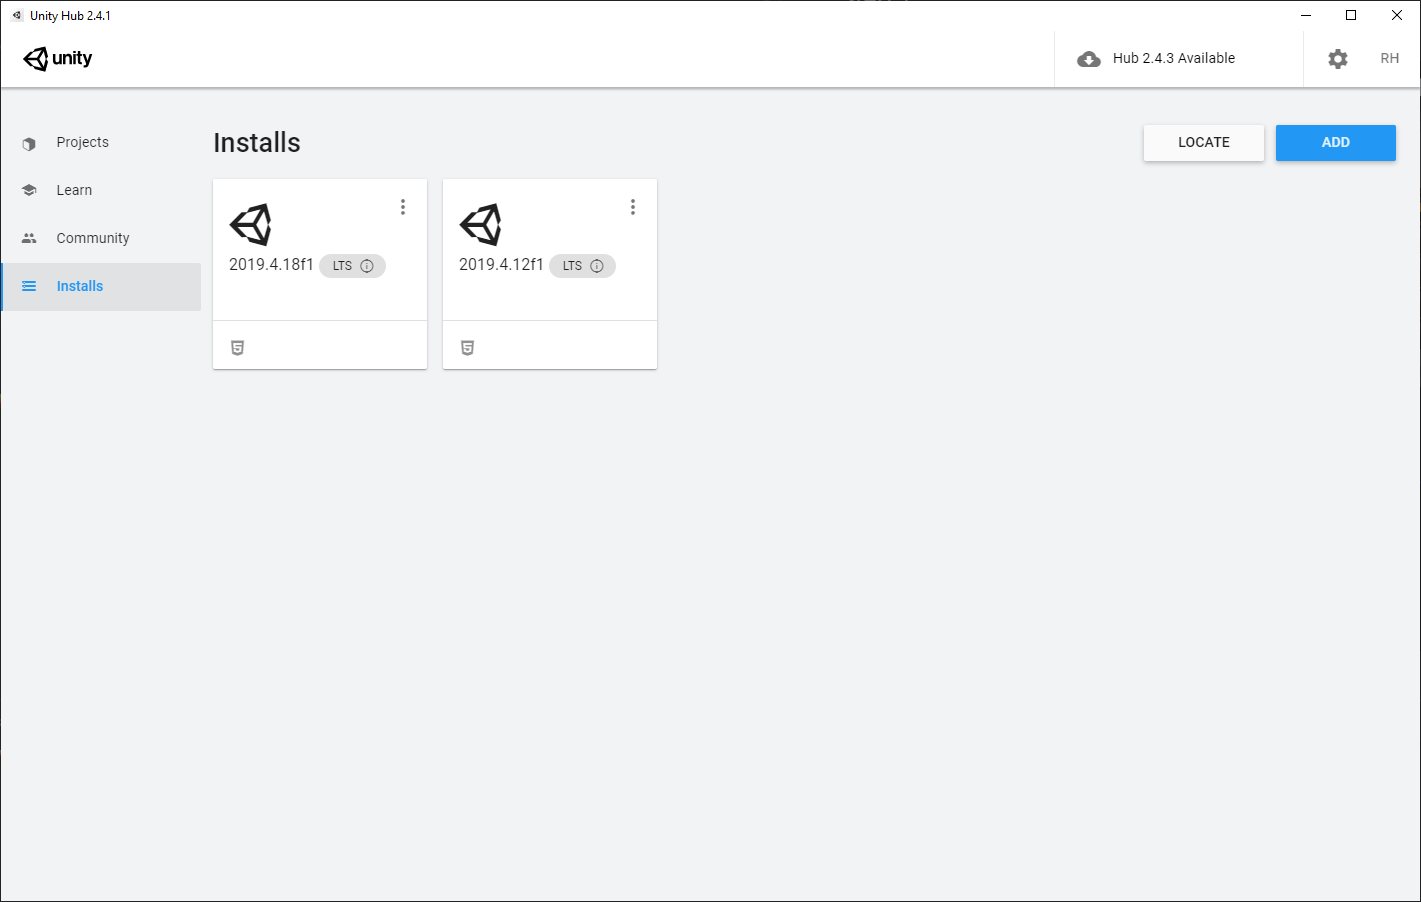 Unity Hub 2.4.1
unity
Hub 2.4.3 Available
RH
Projects
Learn
Community
Installs
Installs
LOCATE
ADD
2019.4.18f1 LTS
2019.4.12f1 LTS